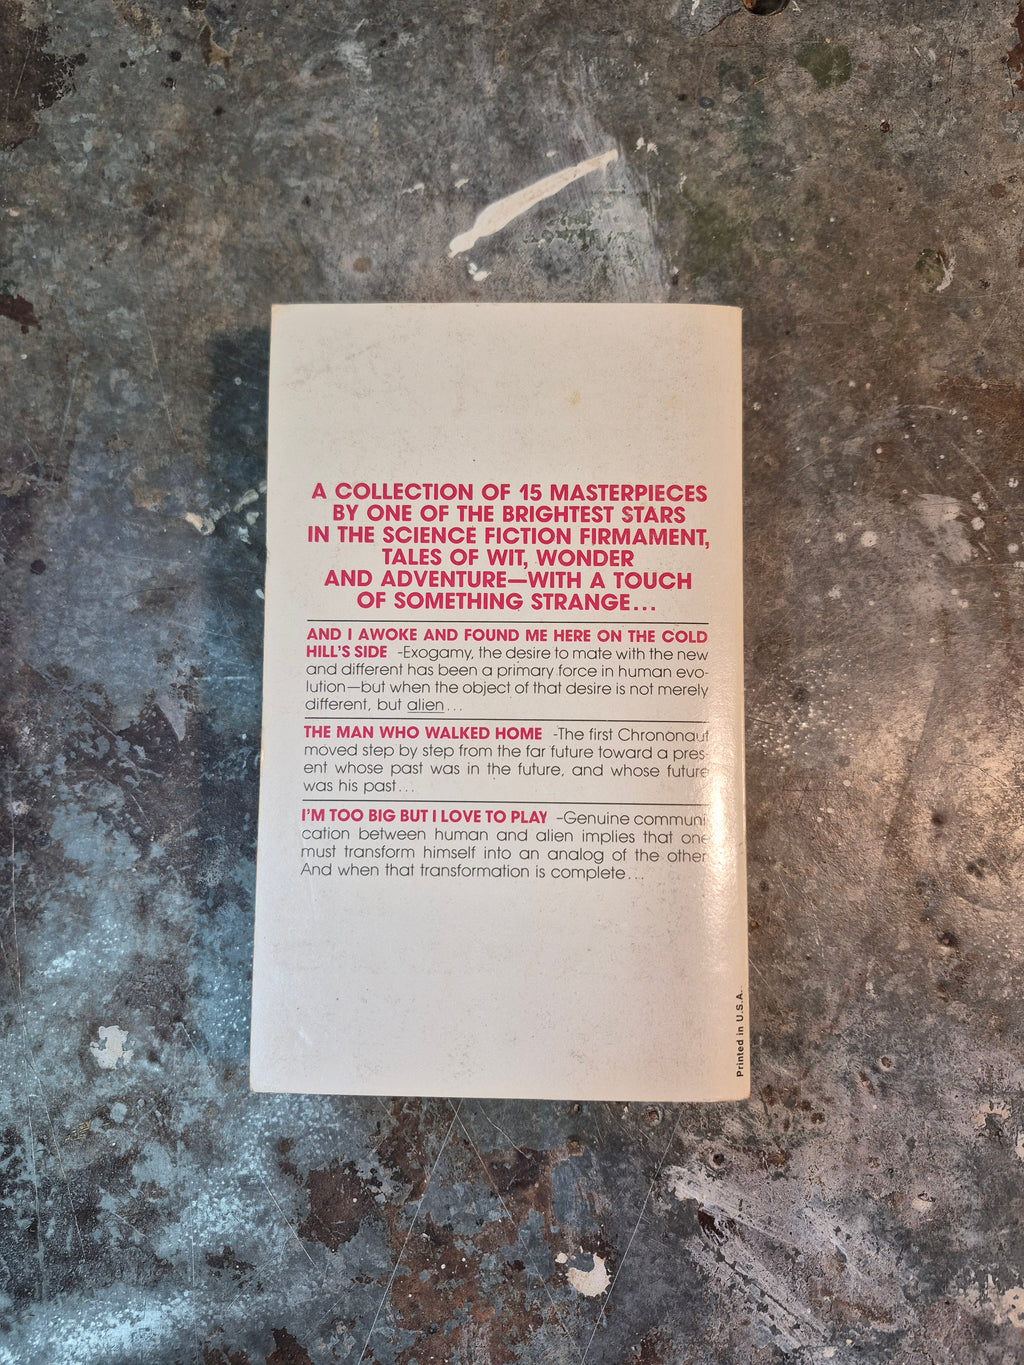 A COLLECTION OF 15 MASTERPIECES
BY ONE OF THE BRIGHTEST STARS
IN THE SCIENCE FICTION FIRMAMENT,
TALES OF WIT, WONDER
AND ADVENTURE—WITH A TOUCH
OF SOMETHING STRANGE...
AND I AWOKE AND FOUND ME HERE ON THE COLD
HILL'S SIDE -Exogamy, the desire to mate with the new
and different has been a primary force in human evo-
lution—but when the object of that desire is not merely
different, but alien...
THE MAN WHO WALKED HOME -The first Chrononaut
moved step by step from the far future toward a pres-
ent whose past was in the future, and whose future
was his past...
I'M TOO BIG BUT I LOVE TO PLAY -Genuine communi-
cation between human and alien implies that one
must transform himself into an analog of the other
And when that transformation is complete...
Printed in U.S.A.